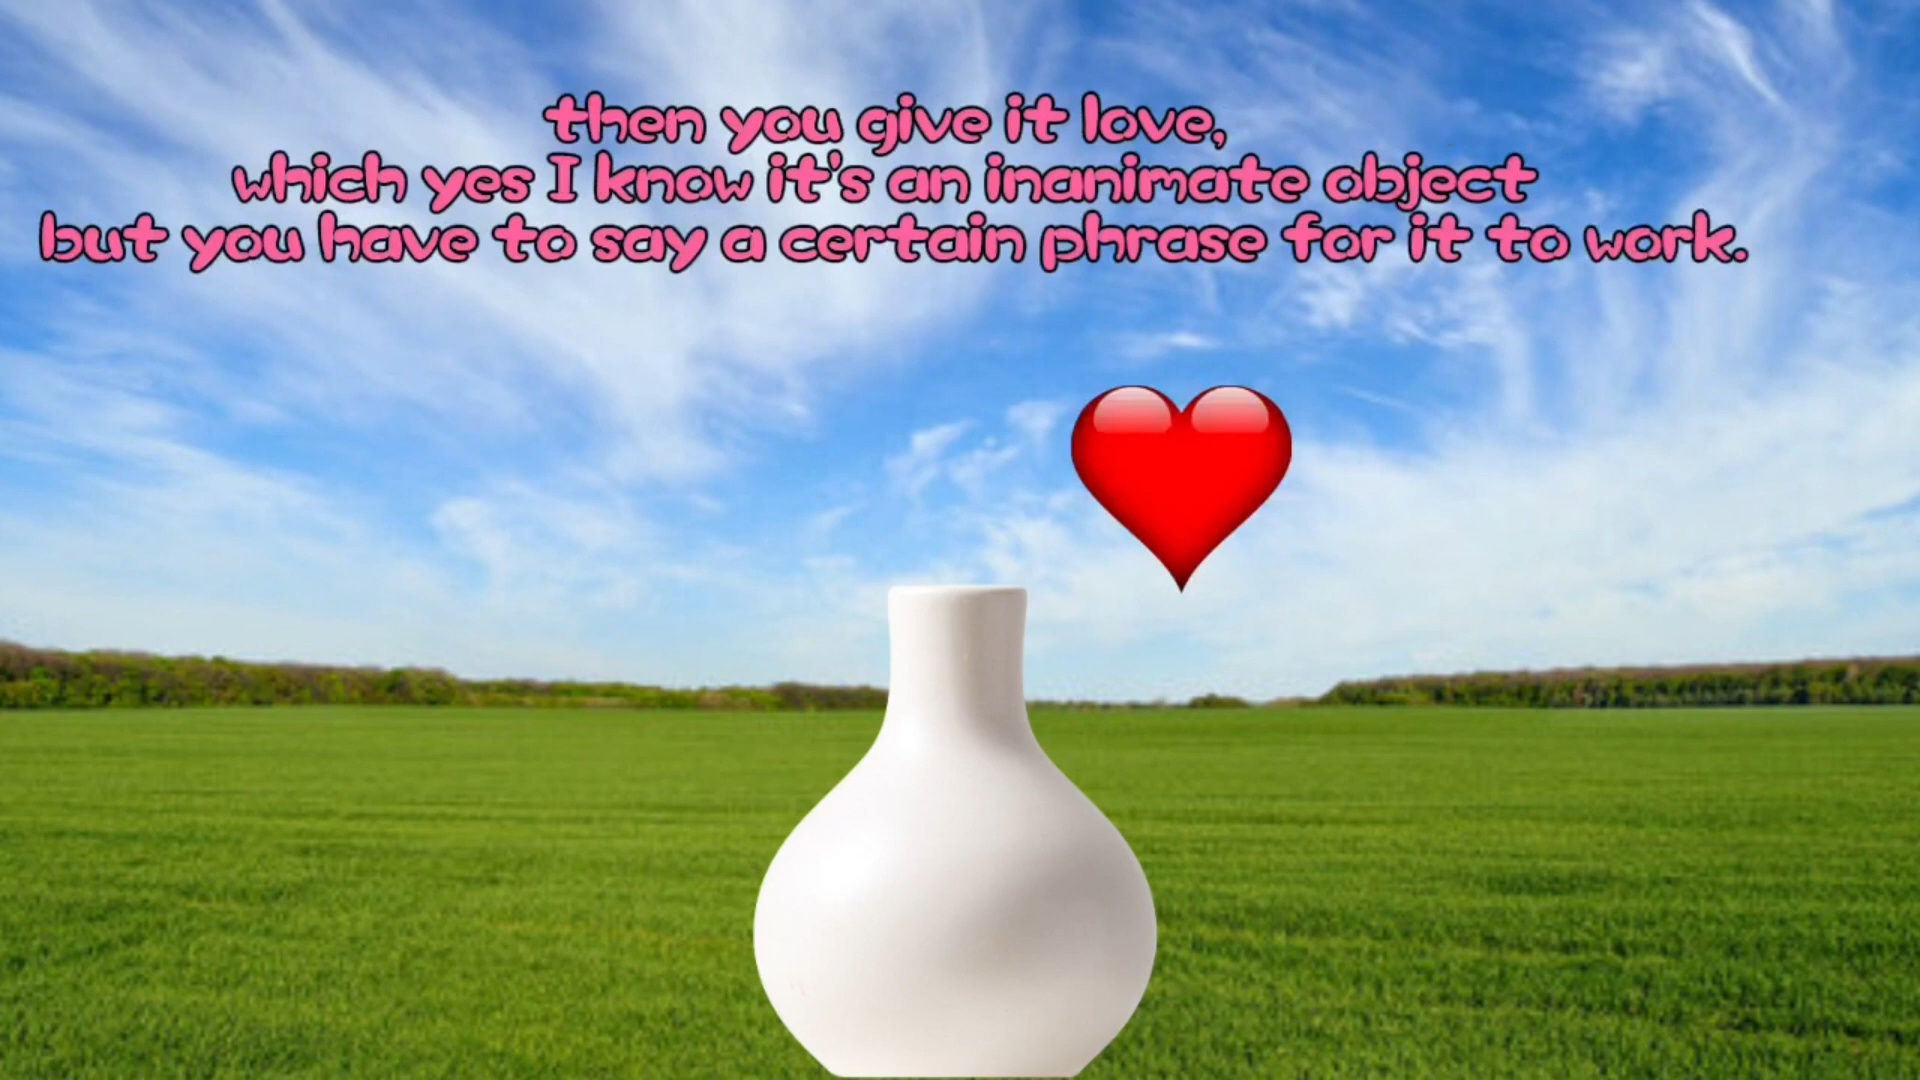 then you give it love,
which yes I know it's an inanimate object
but you have to say a certain phrase for it to work.